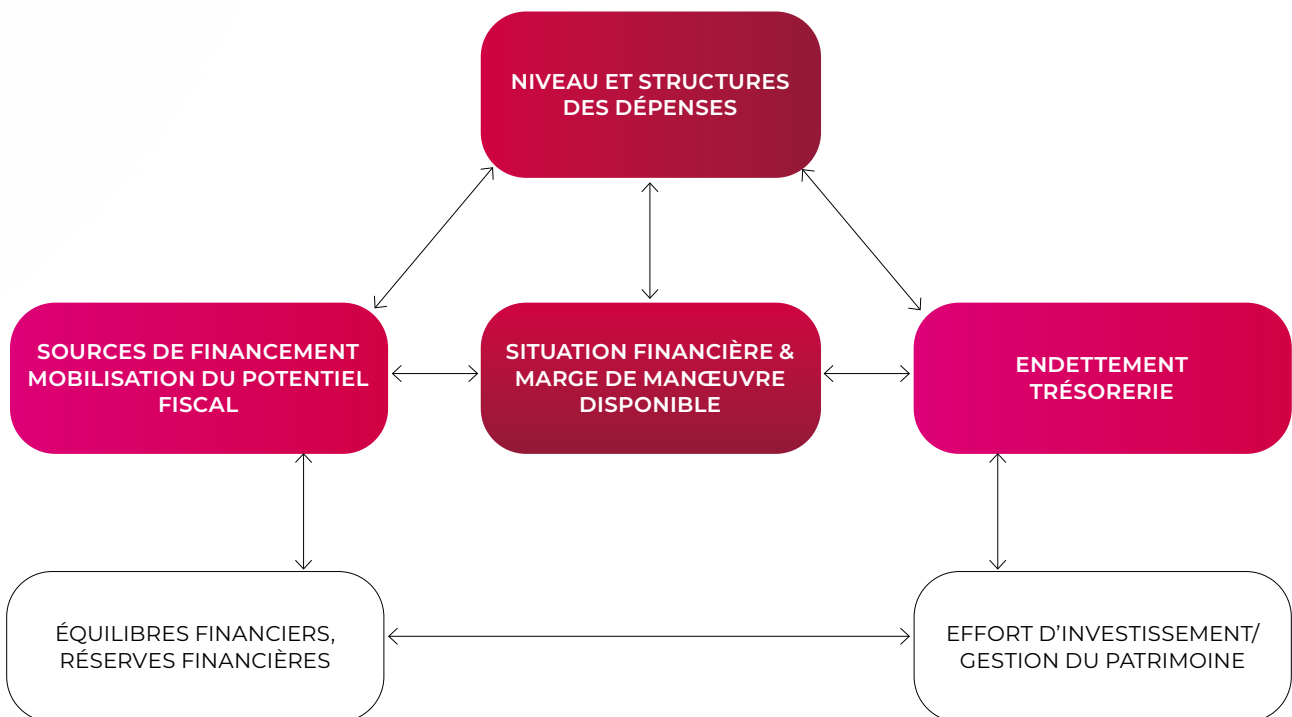 NIVEAU ET STRUCTURES
DES DÉPENSES
SOURCES DE FINANCEMENT
MOBILISATION DU POTENTIEL
FISCAL
SITUATION FINANCIÈRE &
MARGE DE MANŒUVRE
DISPONIBLE
ENDETTEMENT
TRÉSORERIE
ÉQUILIBRES FINANCIERS,
RÉSERVES FINANCIÈRES
EFFORT D’INVESTISSEMENT/
GESTION DU PATRIMOINE